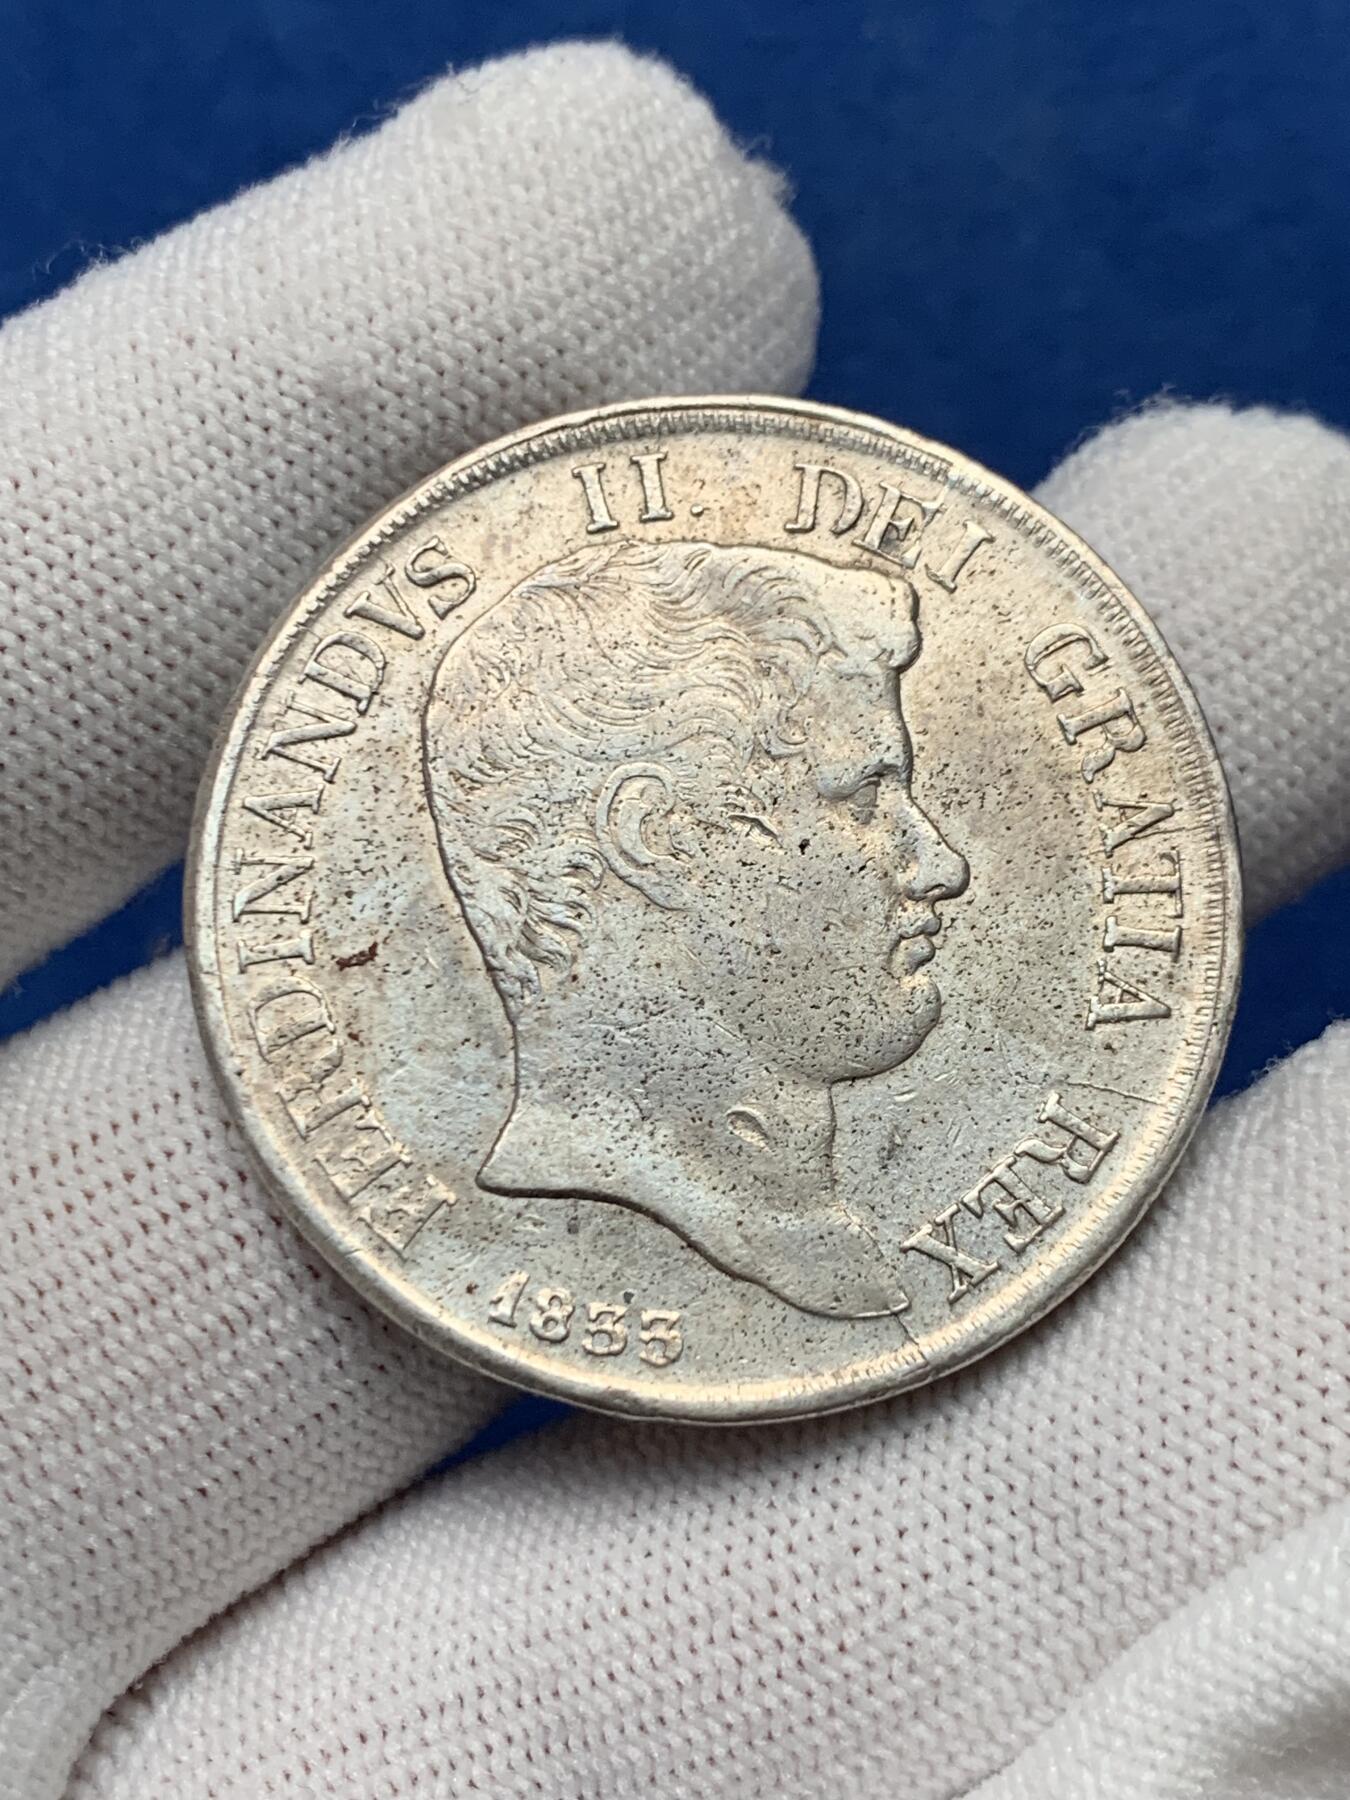 FERDINANDVS II. DEI GRATIA REX
1833